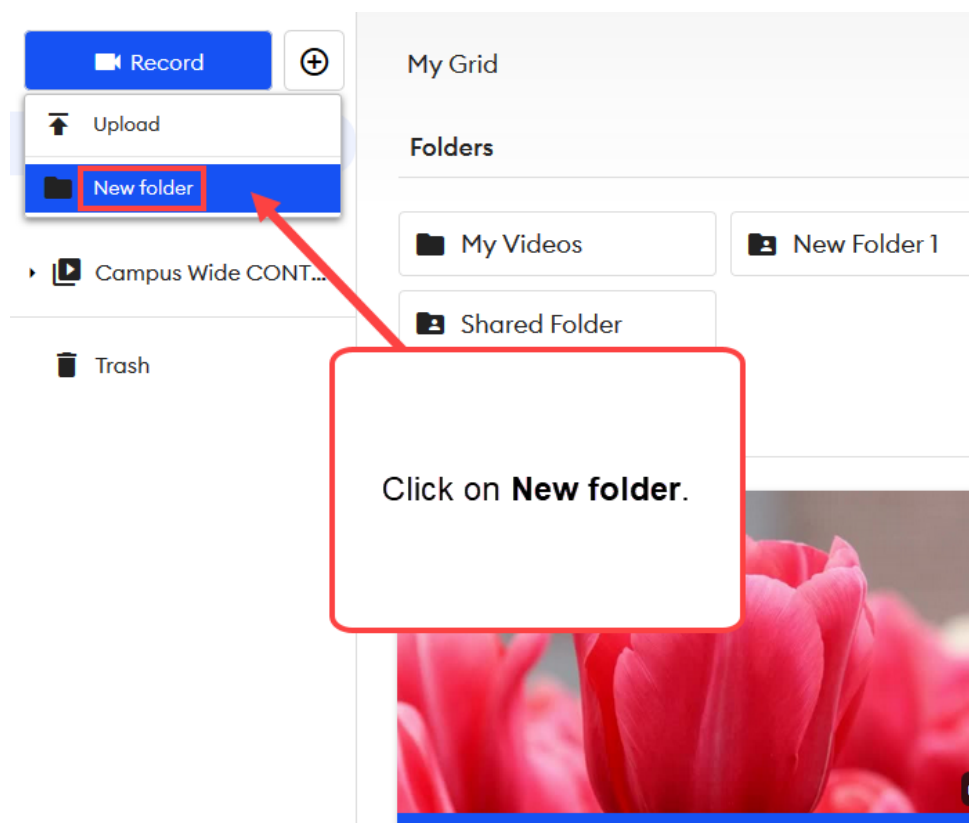 Record
Upload
New folder
Campus Wide CONT...
Trash
My Grid
Folders
My Videos
New Folder 1
Shared Folder
Click on New folder.